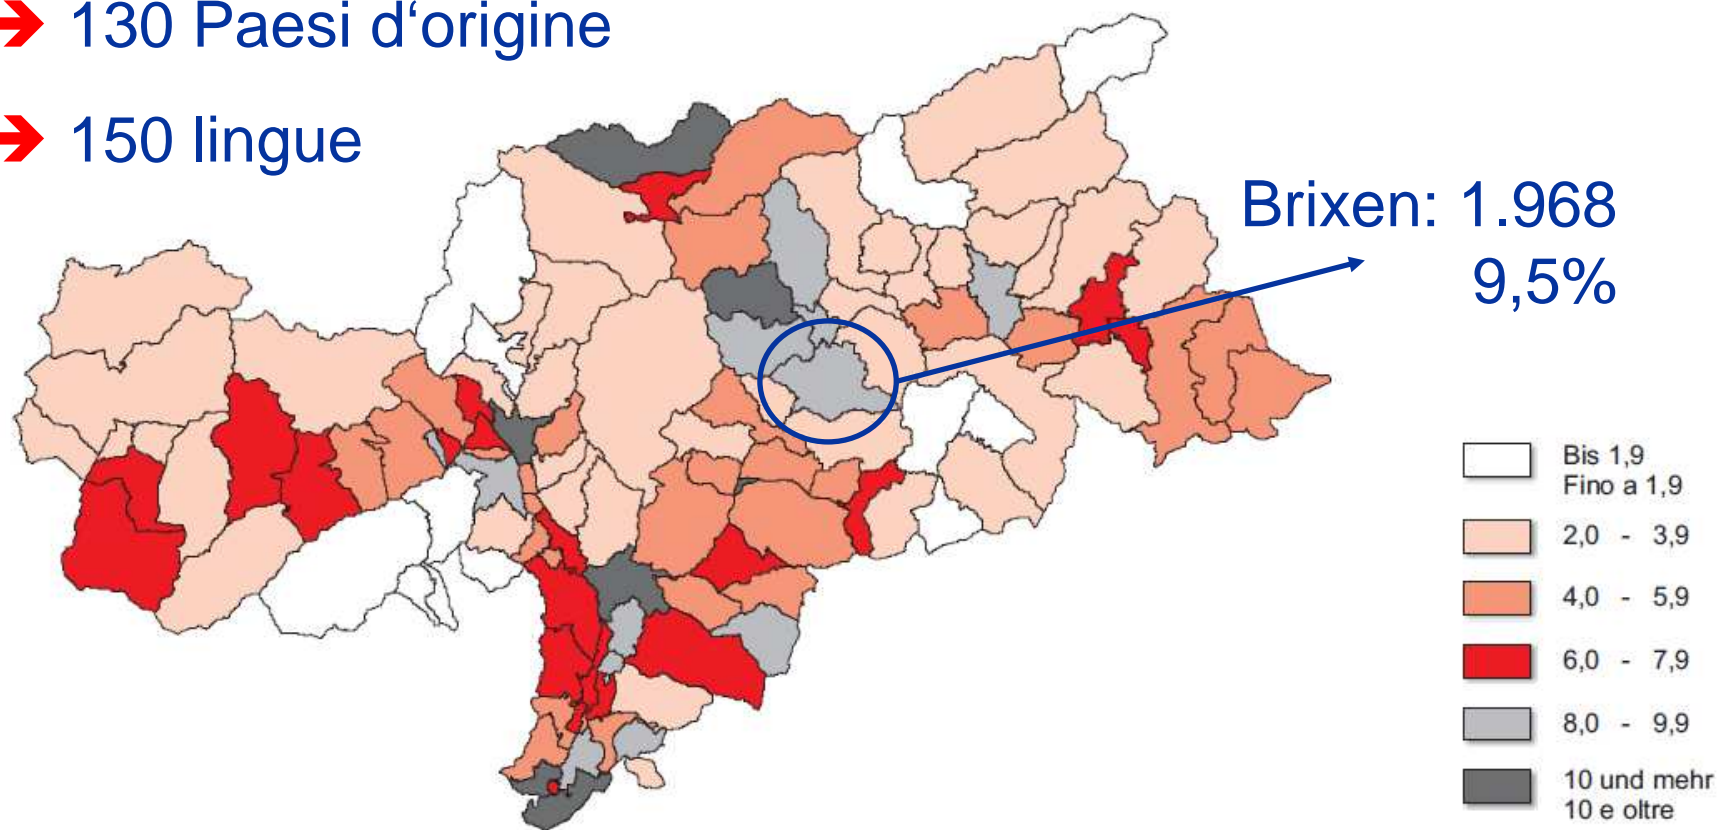 ➔ 130 Paesi d‘origine
➔ 150 lingue
Brixen: 1.968
9,5%
Bis 1,9
Fino a 1,9
2,0 - 3,9
4,0 - 5,9
6,0 - 7,9
8,0 - 9,9
10 und mehr
10 e oltre